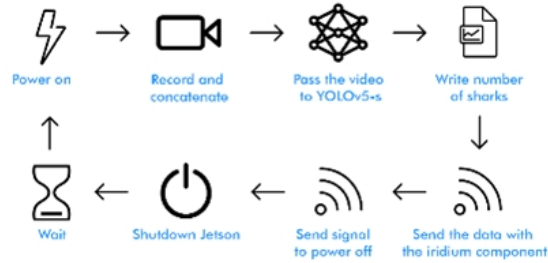 Power on
Record and
concatenate
Pass the video
to YOLOv5-s
Write number
of sharks
Wait
Shutdown Jetson
Send signal
to power off
Send the data with
the iridium component